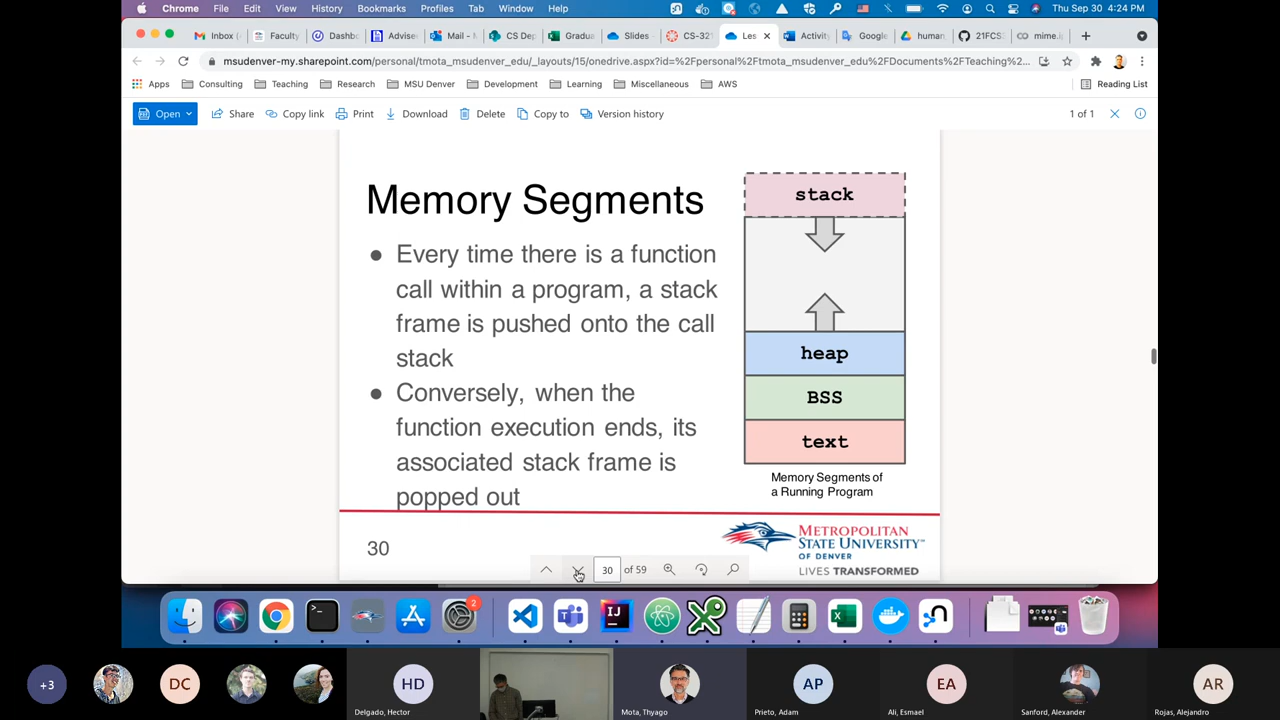 Chrome File Edit View History Bookmarks Profiles Tab Window Help Thu Sep 30 4:24 PM
Inbox ( Faculty Dashbo Advise Mail - M CS Dep Gradua Slides - CS-321 Les Activity Google human_ 21FCS3 mime.ig
msudenver-my.sharepoint.com/personal/tmota_msudenver_edu/_layouts/15/onedrive.aspx?id=%2Fpersonal%2Ftmota_msudenver_edu%2FDocuments%2FTeaching%2...
Apps Consulting Teaching Research MSU Denver Development Learning Miscellaneous AWS Reading List
Open Share Copy link Print Download Delete Copy to Version history 1 of 1
Memory Segments
● Every time there is a function
call within a program, a stack
frame is pushed onto the call
stack
● Conversely, when the
function execution ends, its
associated stack frame is
popped out
stack
heap
BSS
text
Memory Segments of
a Running Program
30
METROPOLITAN
STATE UNIVERSITY
OF DENVER
LIVES TRANSFORMED
30 of 59
2
+3 DC HD AP EA AR
Delgado, Hector Mota, Thyago Prieto, Adam Ali, Esmael Sanford, Alexander Rojas, Alejandro